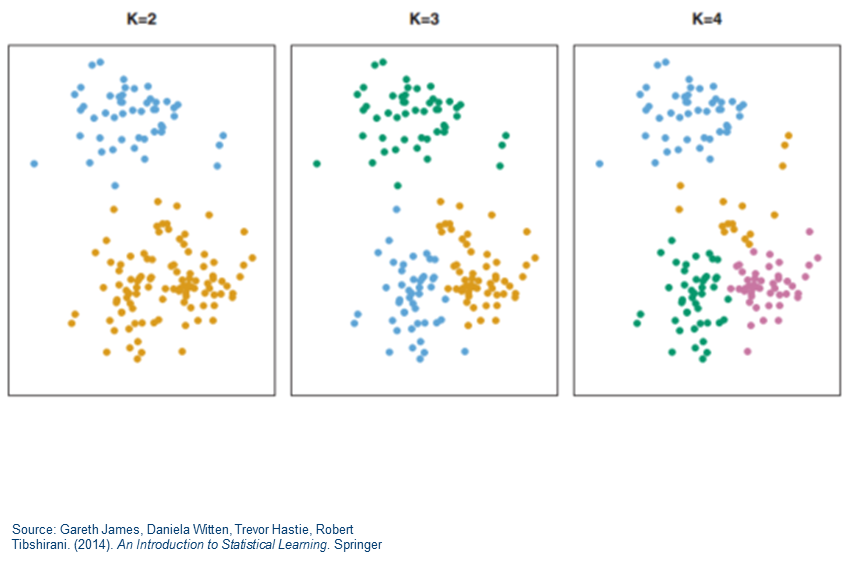 K=2
K=3
K=4
Source: Gareth James, Daniela Witten, Trevor Hastie, Robert
Tibshirani. (2014). An Introduction to Statistical Learning. Springer